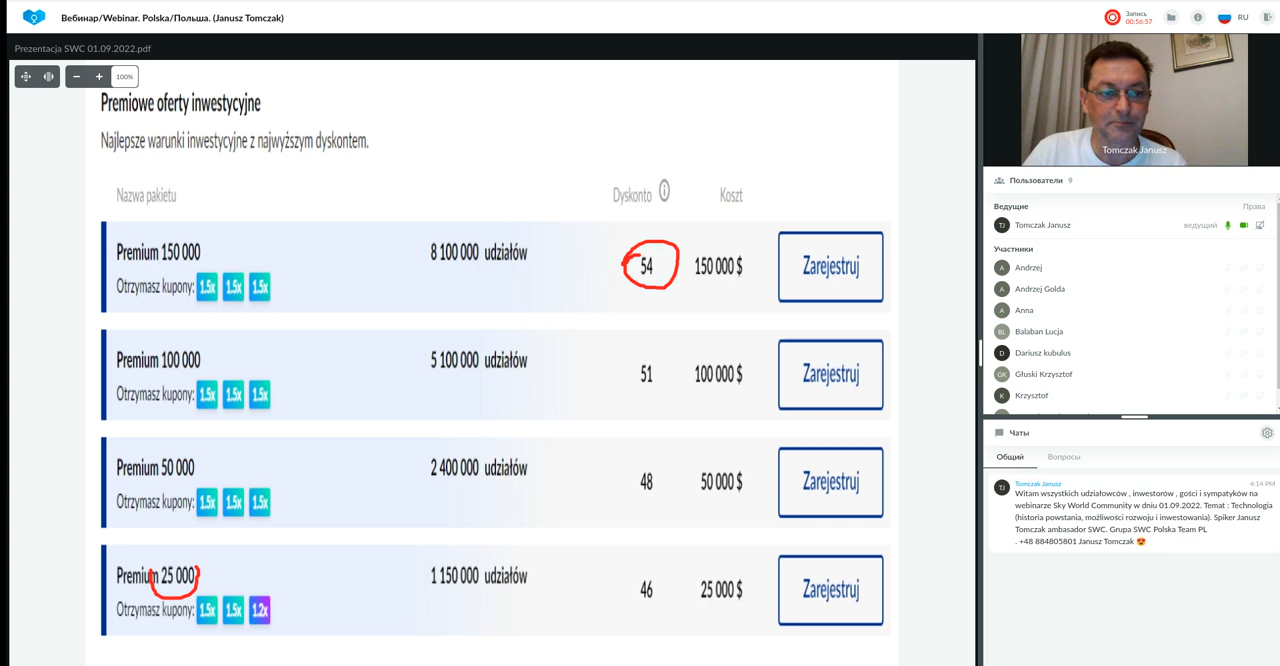 Вебинар/Webinar. Polska/Польша. (Janusz Tomczak)
Запись
00:56:57
RU
Prezentacja SWC 01.09.2022.pdf
100%
Premiowe oferty inwestycyjne
Najlepsze warunki inwestycyjne z najwyższym dyskontem.
Nazwa pakietu Dyskonto Koszt
Premium 150 000 8 100 000 udziałów 54 150 000 $ Zarejestruj
Otrzymasz kupony: 1.5x 1.5x 1.5x
Premium 100 000 5 100 000 udziałów 51 100 000 $ Zarejestruj
Otrzymasz kupony: 1.5x 1.5x 1.5x
Premium 50 000 2 400 000 udziałów 48 50 000 $ Zarejestruj
Otrzymasz kupony: 1.5x 1.5x 1.5x
Premium 25 000 1 150 000 udziałów 46 25 000 $ Zarejestruj
Otrzymasz kupony: 1.5x 1.5x 1.2x
Tomczak Janusz
Пользователи 9
Ведущие Права
TJ Tomczak Janusz ведущий
Участники
A Andrzej
A Andrzej Golda
A Anna
BL Balaban Lucja
D Dariusz kubulus
GK Głuski Krzysztof
K Krzysztof
Чаты
Общий Вопросы
TJ Tomczak Janusz 4:14 PM
Witam wszystkich udziałowców , inwestorów , gości i sympatyków na
webinarze Sky World Community w dniu 01.09.2022. Temat : Technologia
(historia powstania, możliwości rozwoju i inwestowania). Spiker Janusz
Tomczak ambasador SWC. Grupa SWC Polska Team PL
. +48 884805801 Janusz Tomczak 😍